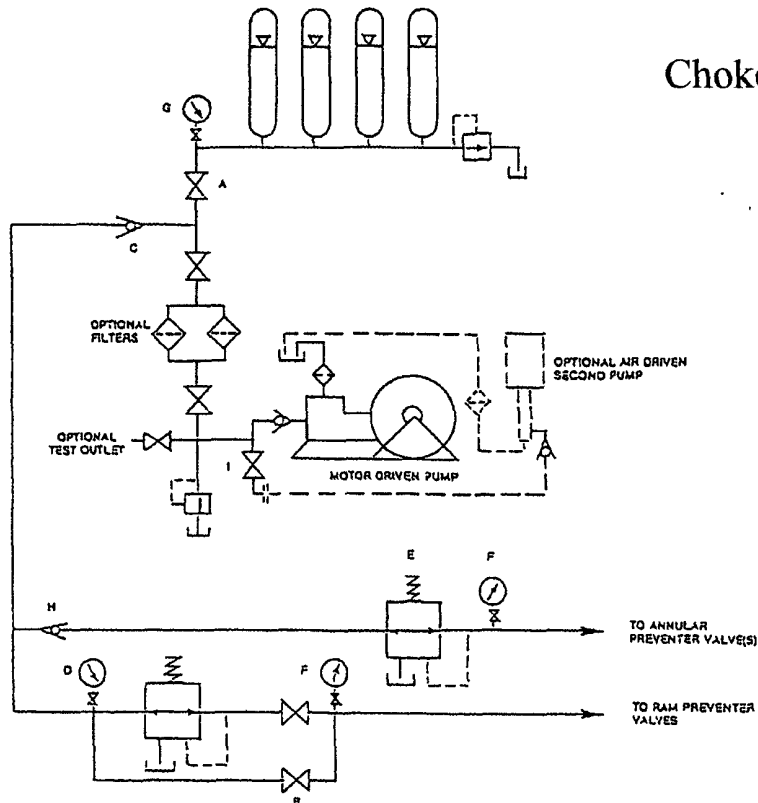 Choke
G
A
C
OPTIONAL
FILTERS
OPTIONAL AIR DRIVEN
SECOND PUMP
OPTIONAL
TEST OUTLET
I
MOTOR DRIVEN PUMP
E
F
H
TO ANNULAR
PREVENTER VALVE(S)
D
F
TO RAM PREVENTER
VALVES
B